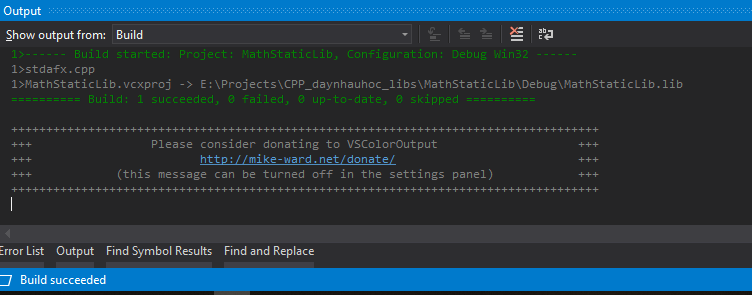 Output
Show output from: Build
1>------ Build started: Project: MathStaticLib, Configuration: Debug Win32 ------
1>stdafx.cpp
1>MathStaticLib.vcxproj -> E:\Projects\CPP_daynhauhoc_libs\MathStaticLib\Debug\MathStaticLib.lib
========== Build: 1 succeeded, 0 failed, 0 up-to-date, 0 skipped ==========
+++++++++++++++++++++++++++++++++++++++++++++++++++++++++++++++++++++++++++++++++++
+++ Please consider donating to VSColorOutput +++
+++ http://mike-ward.net/donate/ +++
+++ (this message can be turned off in the settings panel) +++
+++++++++++++++++++++++++++++++++++++++++++++++++++++++++++++++++++++++++++++++++++
Error List Output Find Symbol Results Find and Replace
Build succeeded